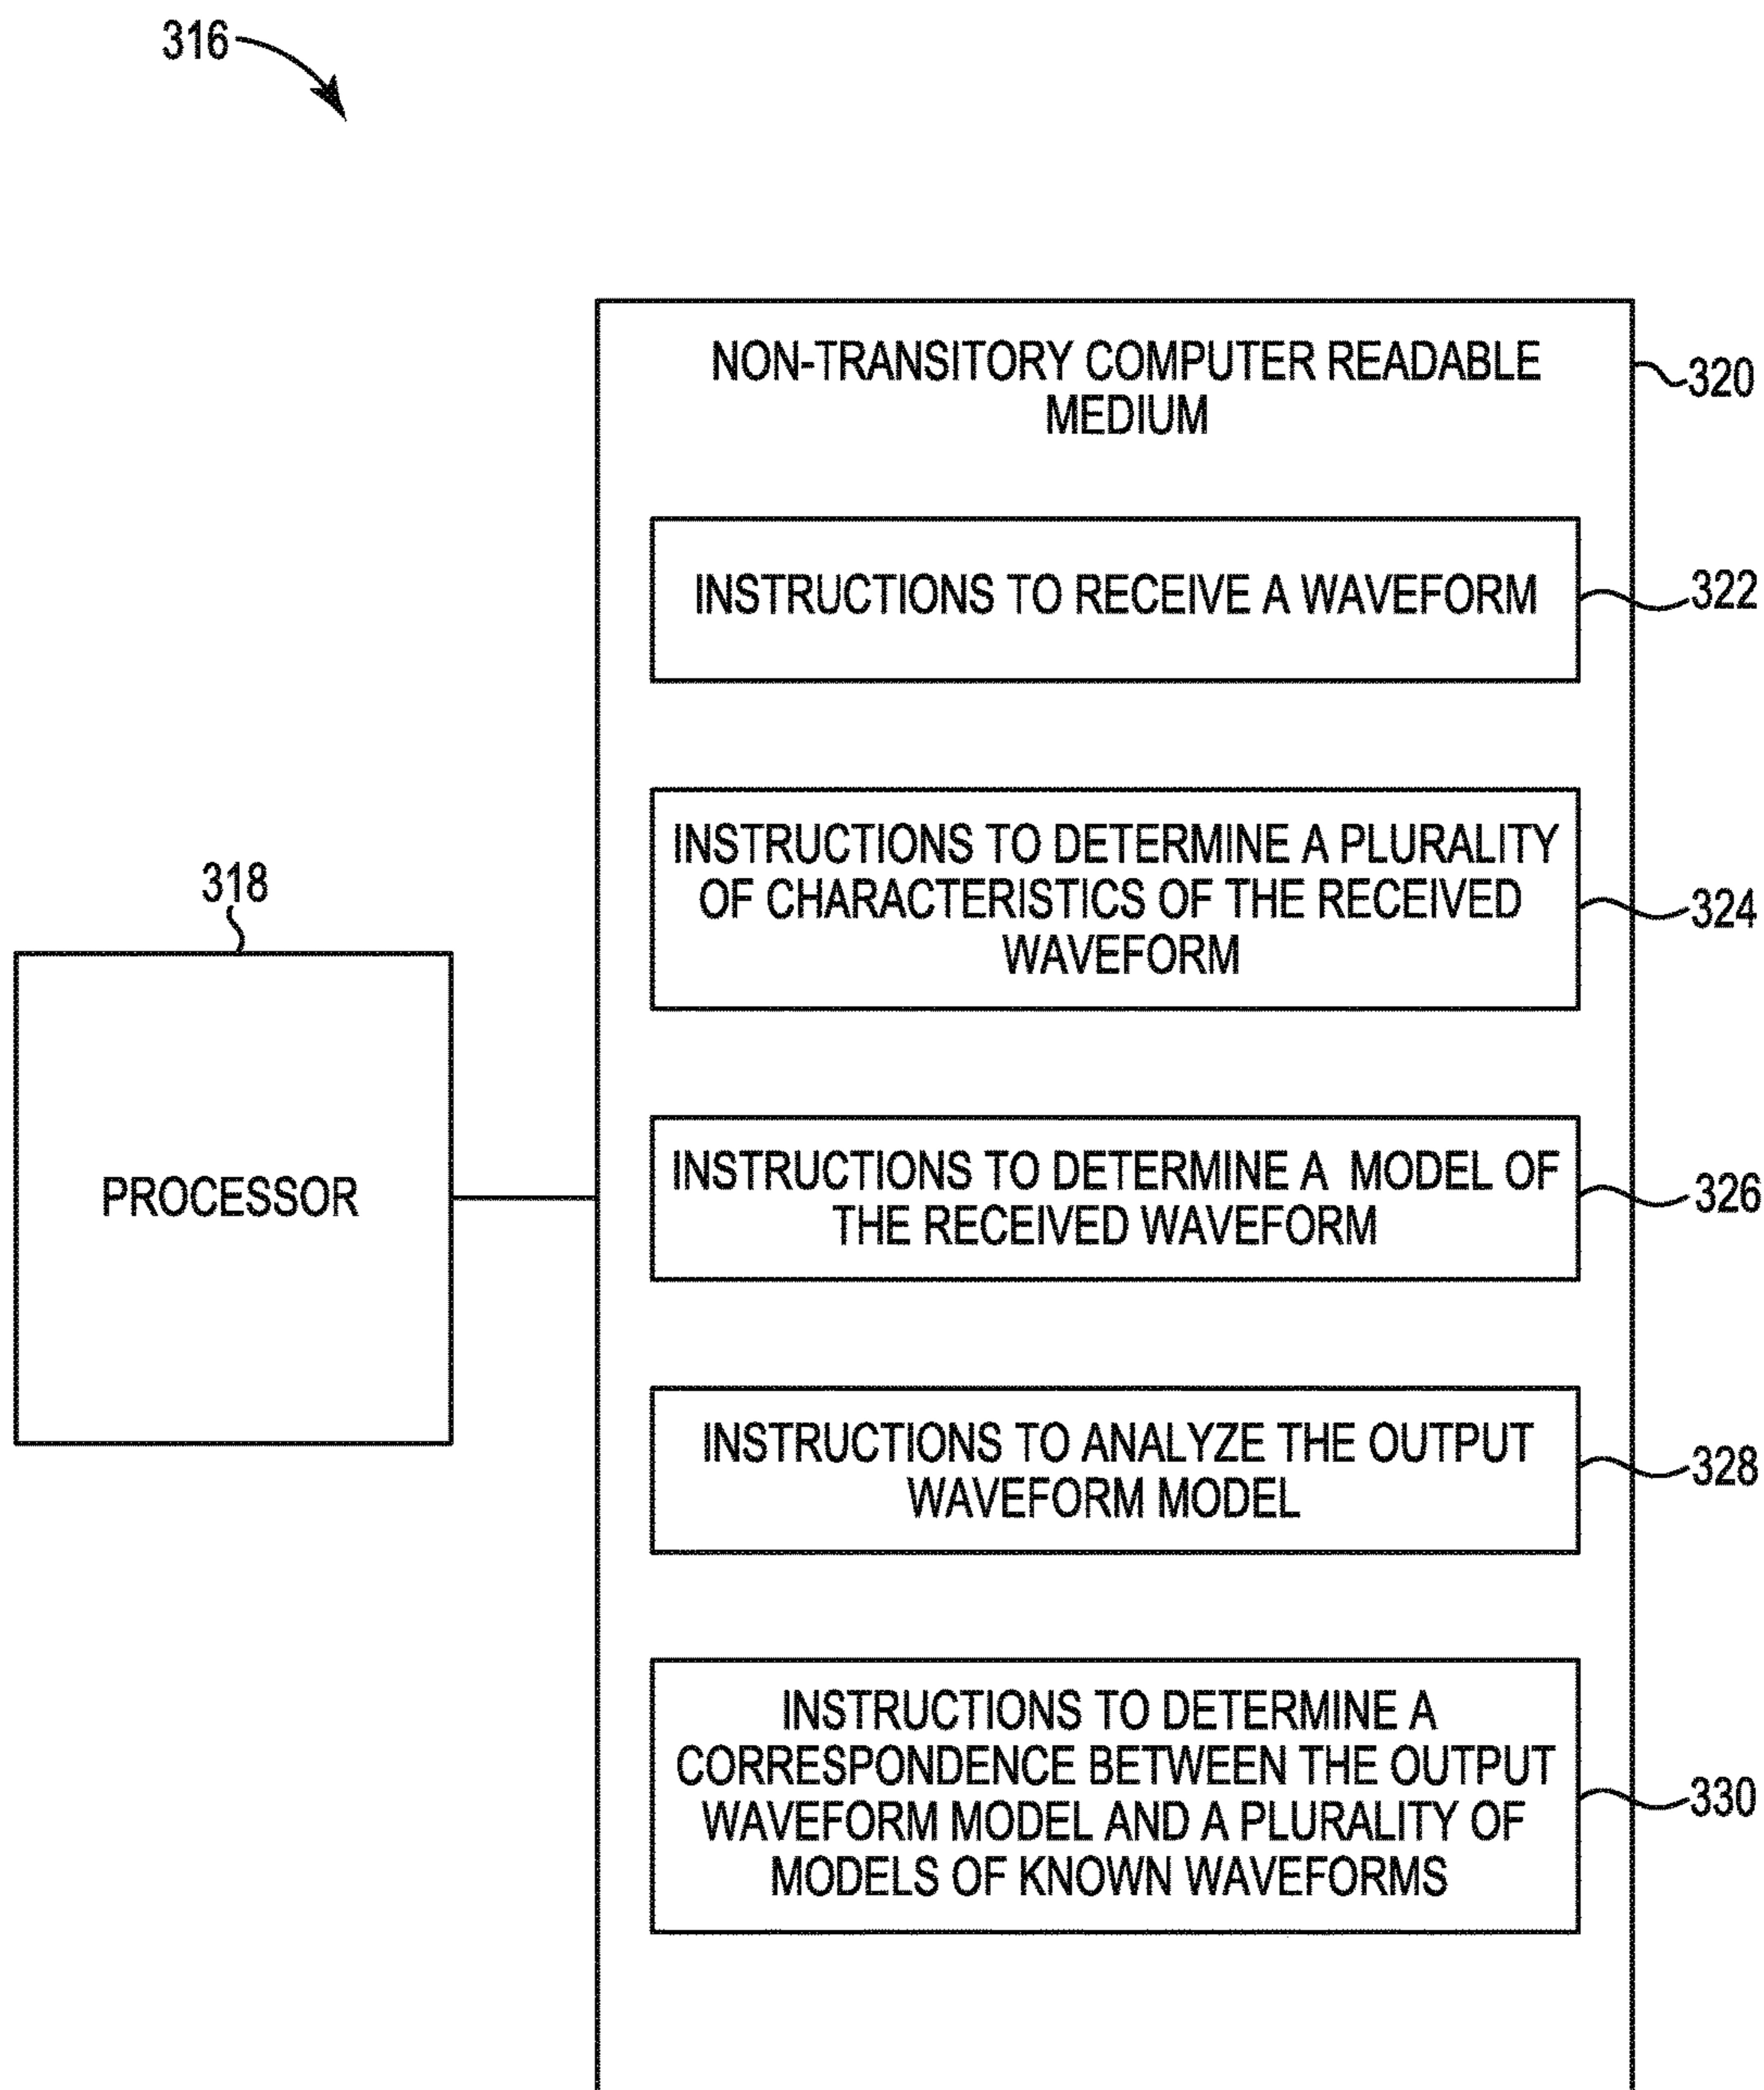 316
NON-TRANSITORY COMPUTER READABLE
MEDIUM
320
INSTRUCTIONS TO RECEIVE A WAVEFORM
322
INSTRUCTIONS TO DETERMINE A PLURALITY
OF CHARACTERISTICS OF THE RECEIVED
WAVEFORM
324
318
PROCESSOR
INSTRUCTIONS TO DETERMINE A MODEL OF
THE RECEIVED WAVEFORM
326
INSTRUCTIONS TO ANALYZE THE OUTPUT
WAVEFORM MODEL
328
INSTRUCTIONS TO DETERMINE A
CORRESPONDENCE BETWEEN THE OUTPUT
WAVEFORM MODEL AND A PLURALITY OF
MODELS OF KNOWN WAVEFORMS
330